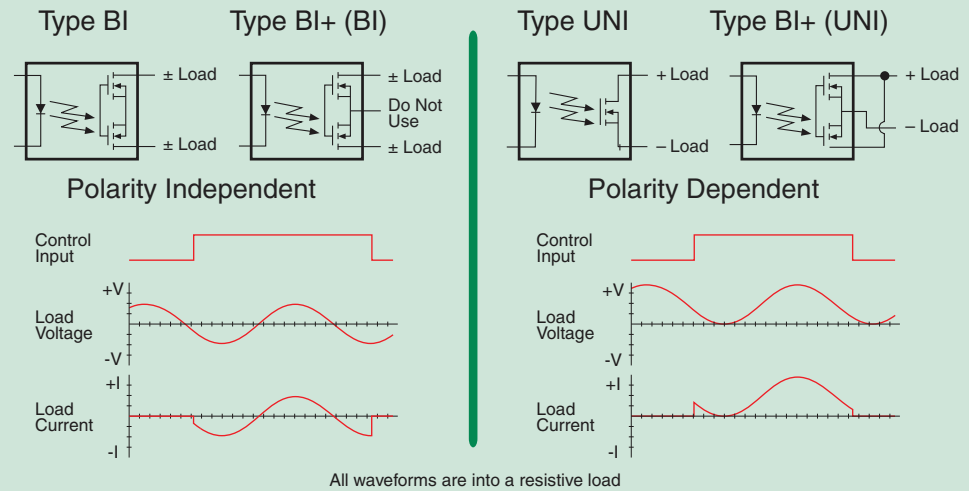 Type BI
Type BI+ (BI)
± Load
± Load
± Load
Do Not
Use
± Load
Polarity Independent
Control
Input
+V
Load
Voltage
-V
+I
Load
Current
-I
Type UNI
Type BI+ (UNI)
+ Load
– Load
+ Load
– Load
Polarity Dependent
Control
Input
+V
Load
Voltage
-V
+I
Load
Current
-I
All waveforms are into a resistive load